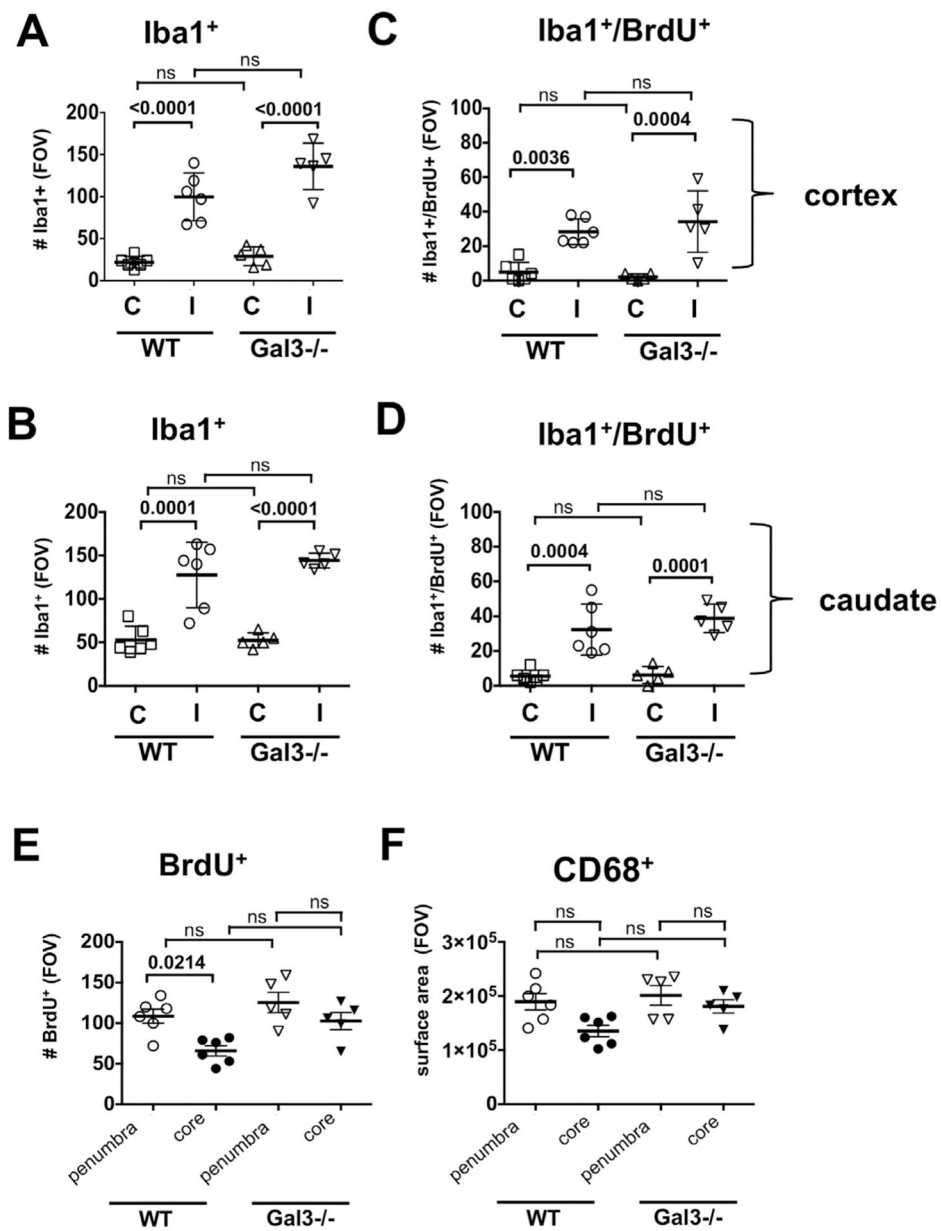 A
Iba1⁺
ns
ns
<0.0001
<0.0001
# Iba1+ (FOV)
200
150
100
50
0
C I C I
WT Gal3-/-
C
Iba1⁺/BrdU⁺
ns
ns
0.0036
0.0004
# Iba1+/BrdU+ (FOV)
100
80
60
40
20
0
C I C I
WT Gal3-/-
cortex
B
Iba1⁺
ns
ns
0.0001
<0.0001
# Iba1⁺ (FOV)
200
150
100
50
0
C I C I
WT Gal3-/-
D
Iba1⁺/BrdU⁺
ns
ns
0.0004
0.0001
# Iba1⁺/BrdU⁺ (FOV)
100
80
60
40
20
0
C I C I
WT Gal3-/-
caudate
E
BrdU⁺
ns
ns
ns
0.0214
# BrdU⁺ (FOV)
200
150
100
50
0
penumbra core penumbra core
WT Gal3-/-
F
CD68⁺
ns
ns
ns
ns
surface area (FOV)
3×10⁵
2×10⁵
1×10⁵
0
penumbra core penumbra core
WT Gal3-/-